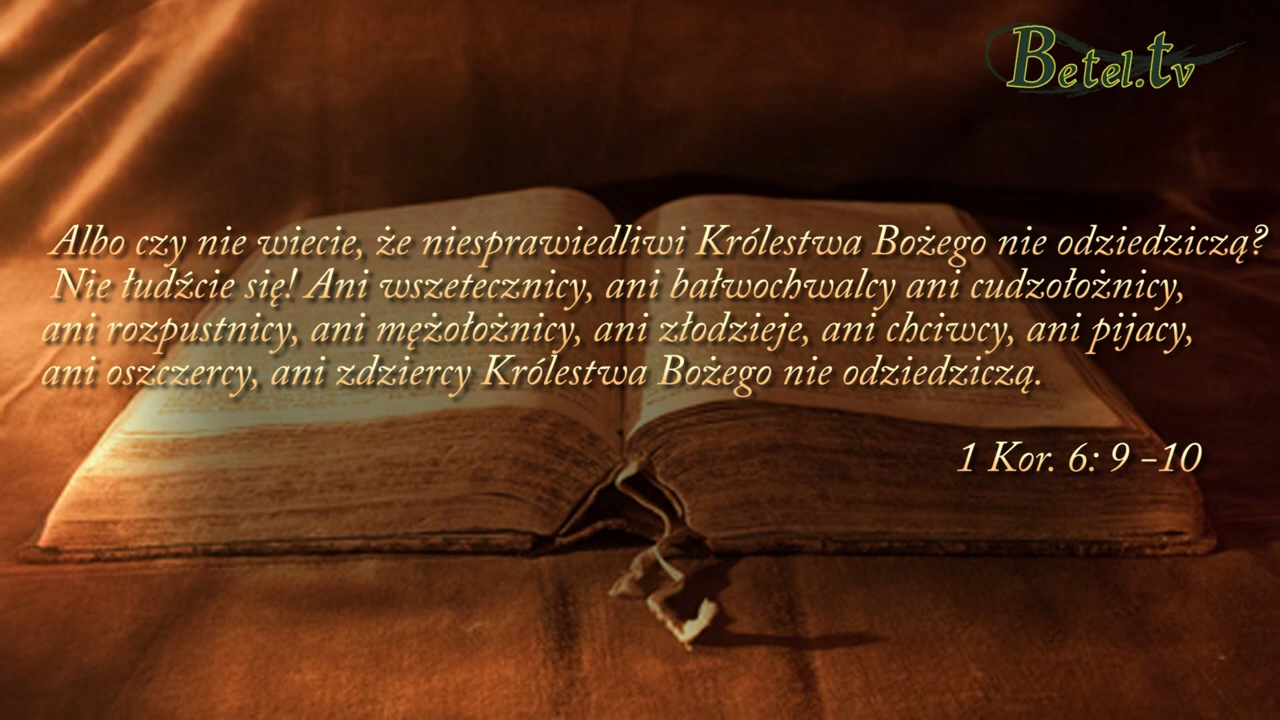 Betel.tv
Albo czy nie wiecie, że niesprawiedliwi Królestwa Bożego nie odziedziczą?
Nie łudźcie się! Ani wszetecznicy, ani bałwochwalcy ani cudzołożnicy,
ani rozpustnicy, ani mężołożnicy, ani złodzieje, ani chciwcy, ani pijacy,
ani oszczercy, ani zdziercy Królestwa Bożego nie odziedziczą.
1 Kor. 6: 9 -10